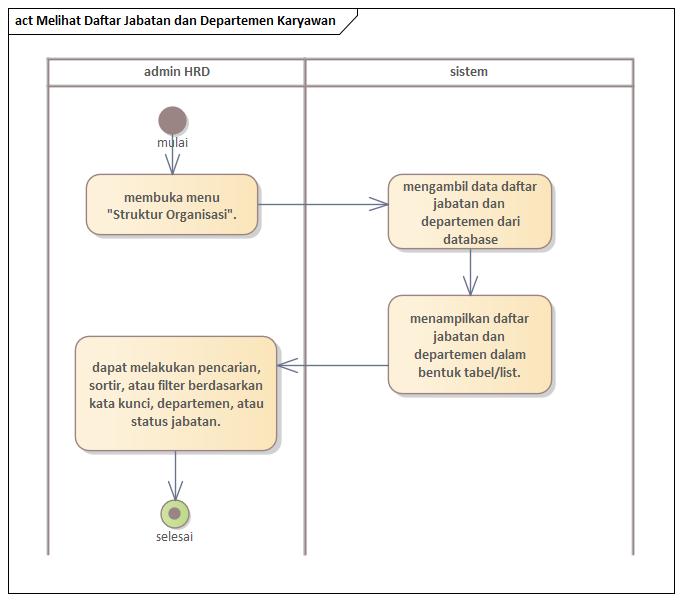 act Melihat Daftar Jabatan dan Departemen Karyawan
admin HRD
sistem
mulai
membuka menu
"Struktur Organisasi".
mengambil data daftar
jabatan dan
departemen dari
database
menampilkan daftar
jabatan dan
departemen dalam
bentuk tabel/list.
dapat melakukan pencarian,
sortir, atau filter berdasarkan
kata kunci, departemen, atau
status jabatan.
selesai